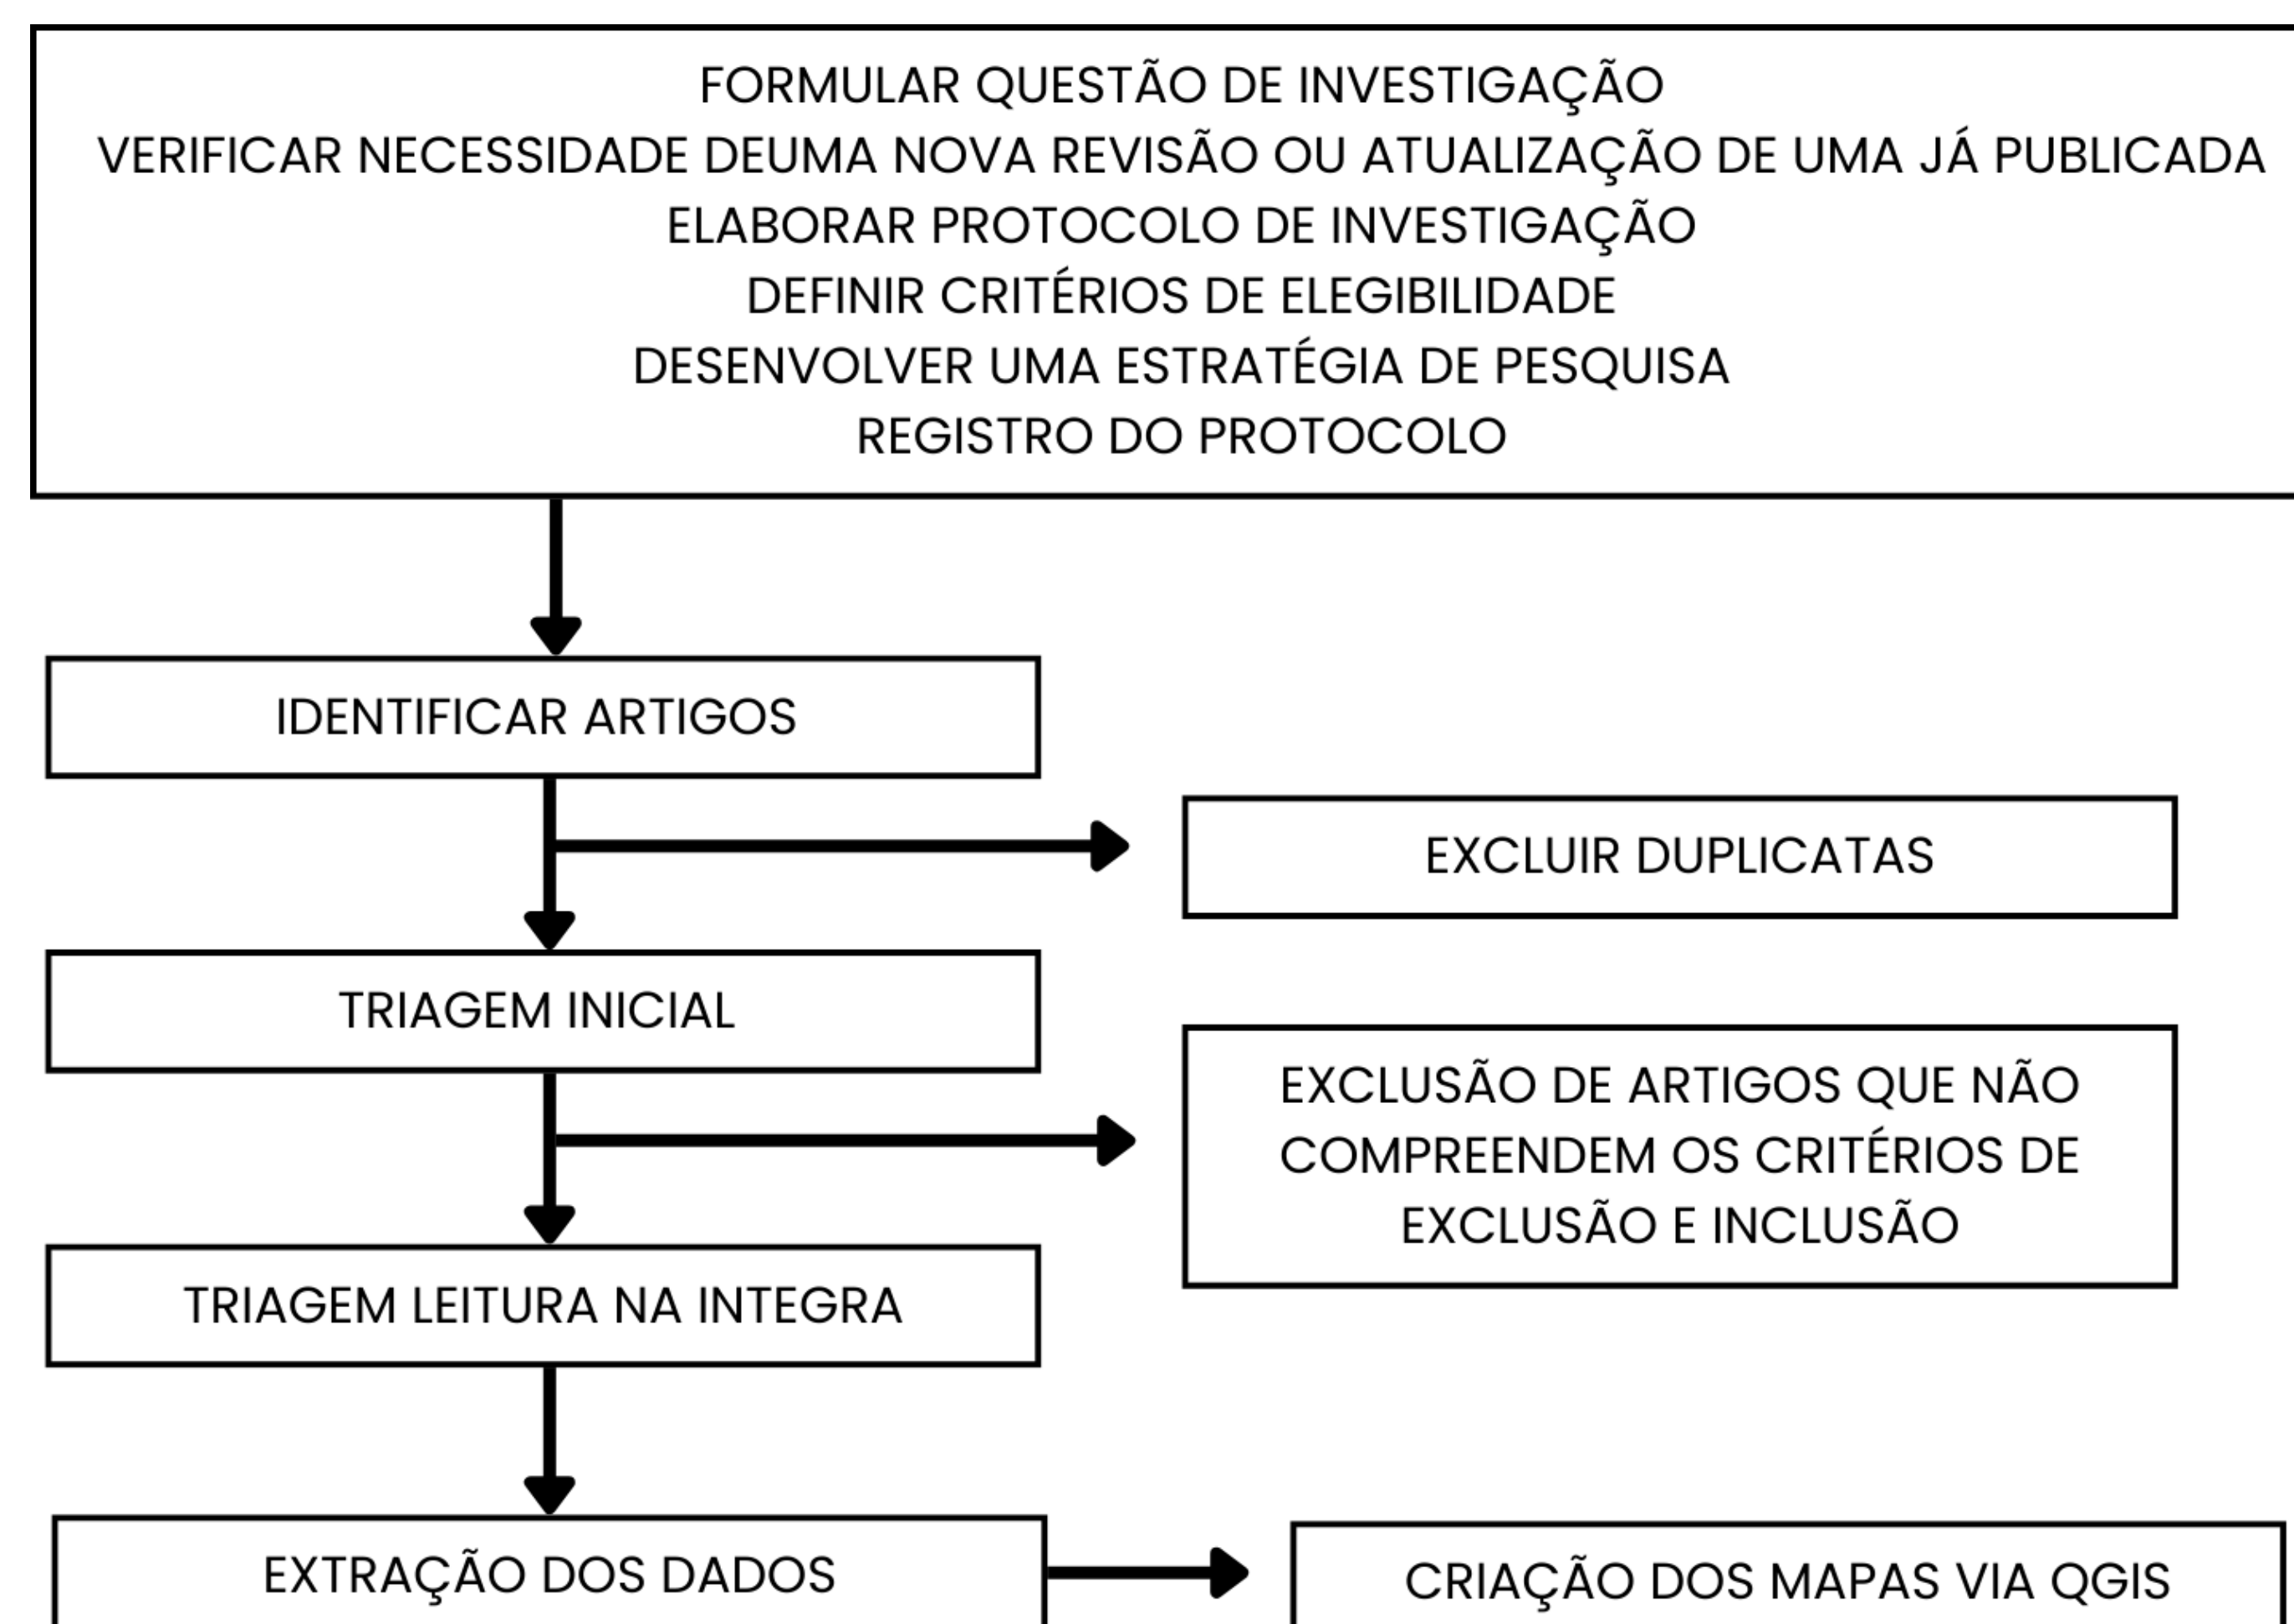 FORMULAR QUESTÃO DE INVESTIGAÇÃO
VERIFICAR NECESSIDADE DEUMA NOVA REVISÃO OU ATUALIZAÇÃO DE UMA JÁ PUBLICADA
ELABORAR PROTOCOLO DE INVESTIGAÇÃO
DEFINIR CRITÉRIOS DE ELEGIBILIDADE
DESENVOLVER UMA ESTRATÉGIA DE PESQUISA
REGISTRO DO PROTOCOLO
IDENTIFICAR ARTIGOS
EXCLUIR DUPLICATAS
TRIAGEM INICIAL
EXCLUSÃO DE ARTIGOS QUE NÃO
COMPREENDEM OS CRITÉRIOS DE
EXCLUSÃO E INCLUSÃO
TRIAGEM LEITURA NA INTEGRA
EXTRAÇÃO DOS DADOS
CRIAÇÃO DOS MAPAS VIA QGIS